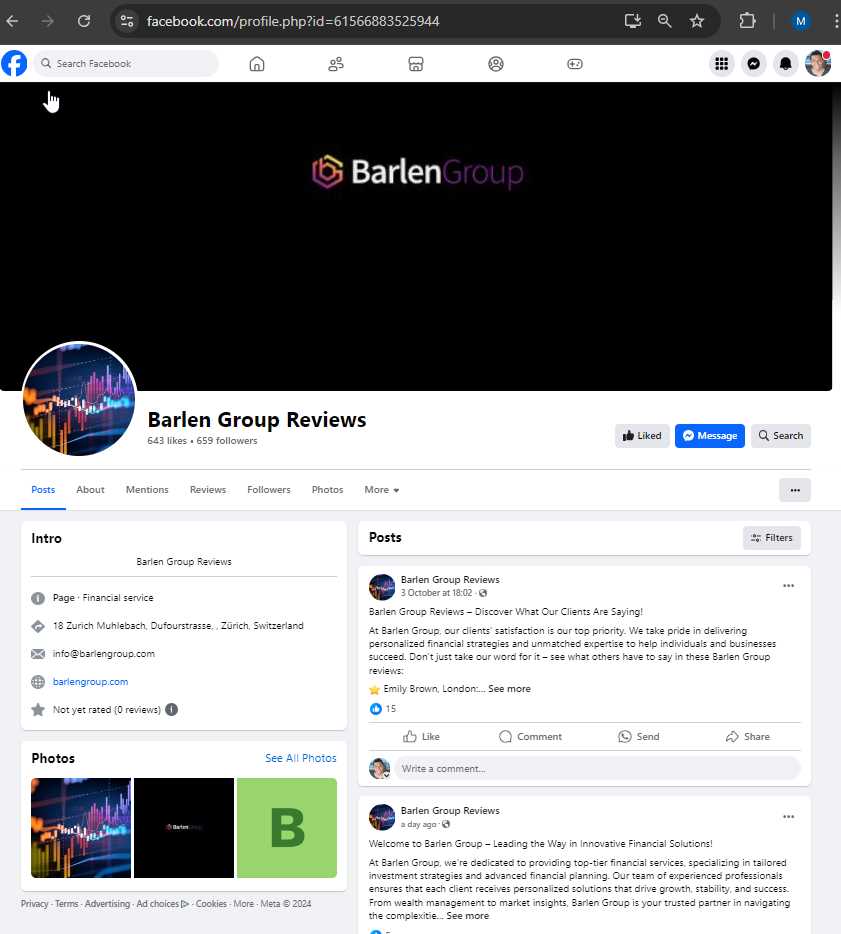 facebook.com/profile.php?id=61566883525944
M
Search Facebook
BarlenGroup
Barlen Group Reviews
643 likes • 659 followers
Liked
Message
Search
Posts
About
Mentions
Reviews
Followers
Photos
More
Intro
Barlen Group Reviews
Page · Financial service
18 Zurich Muhlebach, Dufourstrasse, , Zürich, Switzerland
info@barlengroup.com
barlengroup.com
Not yet rated (0 reviews)
Photos
See All Photos
BarlenGroup
B
Privacy · Terms · Advertising · Ad choices · Cookies · More · Meta © 2024
Posts
Filters
Barlen Group Reviews
3 October at 18:02 ·
Barlen Group Reviews – Discover What Our Clients Are Saying!
At Barlen Group, our clients' satisfaction is our top priority. We take pride in delivering
personalized financial strategies and unmatched expertise to help individuals and businesses
succeed. Don't just take our word for it – see what others have to say in these Barlen Group
reviews:
⭐ Emily Brown, London:... See more
15
Like
Comment
Send
Share
Write a comment...
Barlen Group Reviews
a day ago ·
Welcome to Barlen Group – Leading the Way in Innovative Financial Solutions!
At Barlen Group, we're dedicated to providing top-tier financial services, specializing in tailored
investment strategies and advanced financial planning. Our team of experienced professionals
ensures that each client receives personalized solutions that drive growth, stability, and success.
From wealth management to market insights, Barlen Group is your trusted partner in navigating
the complexitie... See more